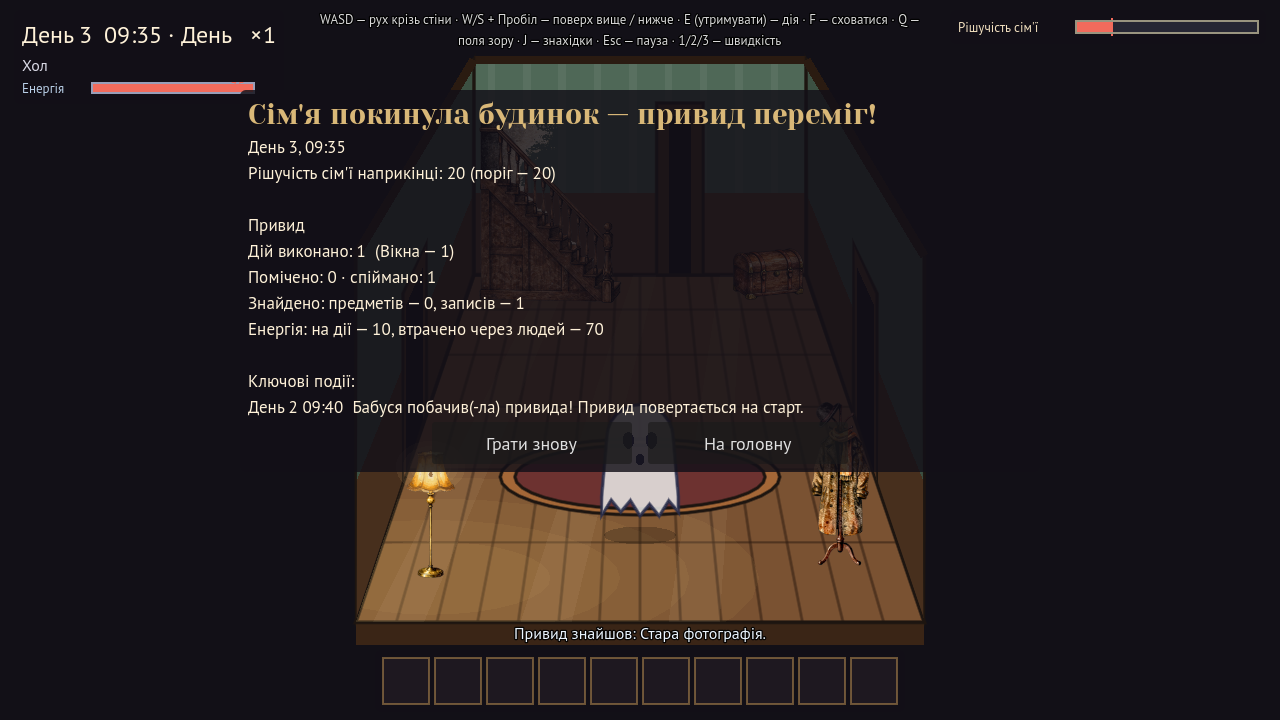 День 3 09:35 · День ×1
WASD — рух крізь стіни · W/S + Пробіл — поверх вище / нижче · E (утримувати) — дія · F — сховатися · Q —
поля зору · J — знахідки · Esc — пауза · 1/2/3 — швидкість
Рішучість сім'ї
Хол
Енергія
Сім'я покинула будинок — привид переміг!
День 3, 09:35
Рішучість сім'ї наприкінці: 20 (поріг — 20)
Привид
Дій виконано: 1 (Вікна — 1)
Помічено: 0 · спіймано: 1
Знайдено: предметів — 0, записів — 1
Енергія: на дії — 10, втрачено через людей — 70
Ключові події:
День 2 09:40 Бабуся побачив(-ла) привида! Привид повертається на старт.
Грати знову
На головну
Привид знайшов: Стара фотографія.